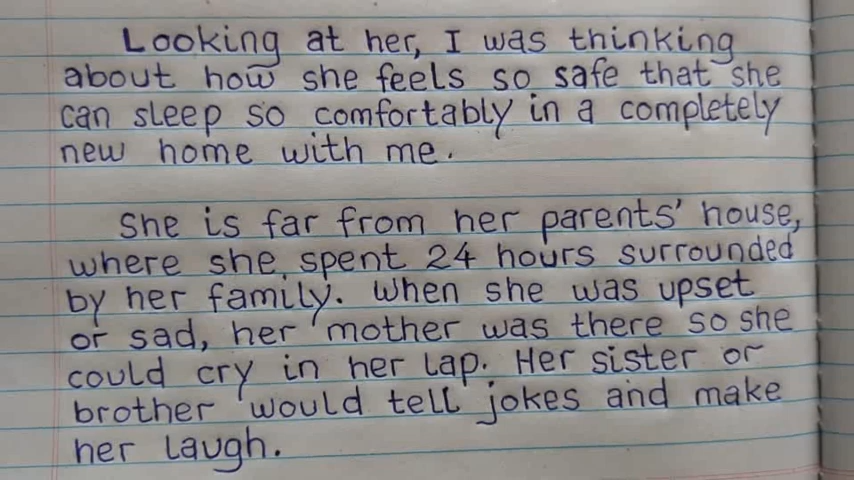 Looking at her, I was thinking
about how she feels so safe that she
can sleep so comfortably in a completely
new home with me.
She is far from her parents' house,
where she spent 24 hours surrounded
by her family. When she was upset
or sad, her mother was there so she
could cry in her lap. Her sister or
brother would tell jokes and make
her laugh.